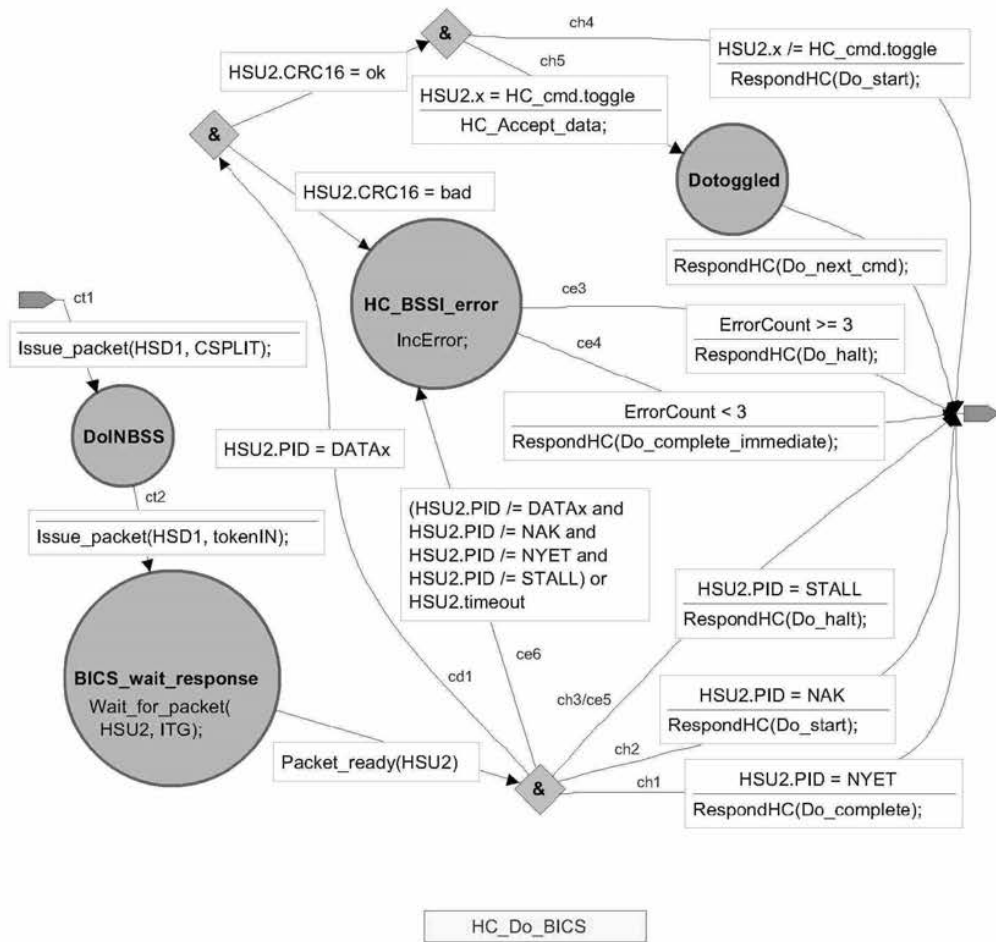 &
ch4
HSU2.x /= HC_cmd.toggle
RespondHC(Do_start);
HSU2.CRC16 = ok
ch5
HSU2.x = HC_cmd.toggle
HC_Accept_data;
&
Dotoggled
HSU2.CRC16 = bad
RespondHC(Do_next_cmd);
HC_BSSI_error
IncError;
ce3
ErrorCount >= 3
RespondHC(Do_halt);
ct1
Issue_packet(HSD1, CSPLIT);
ce4
ErrorCount < 3
RespondHC(Do_complete_immediate);
DoINBSS
HSU2.PID = DATAx
ct2
Issue_packet(HSD1, tokenIN);
(HSU2.PID /= DATAx and
HSU2.PID /= NAK and
HSU2.PID /= NYET and
HSU2.PID /= STALL) or
HSU2.timeout
HSU2.PID = STALL
RespondHC(Do_halt);
BICS_wait_response
Wait_for_packet(
HSU2, ITG);
cd1
ce6
ch3/ce5
HSU2.PID = NAK
RespondHC(Do_start);
Packet_ready(HSU2)
&
ch2
ch1
HSU2.PID = NYET
RespondHC(Do_complete);
HC_Do_BICS